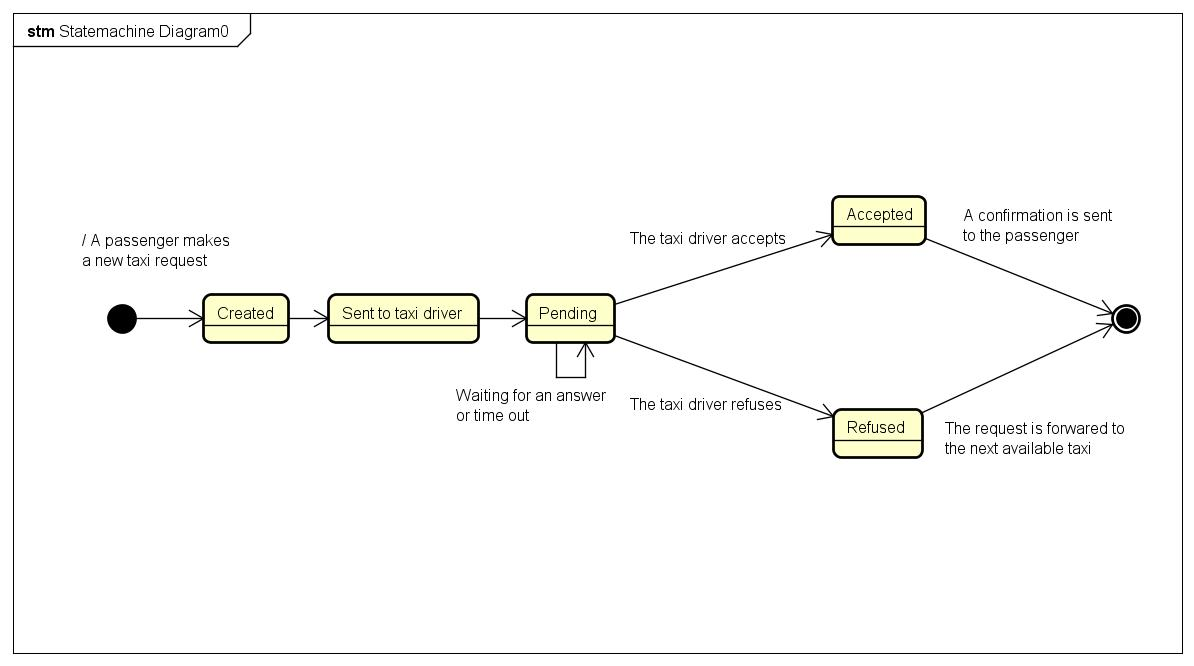 stm Statemachine Diagram0
/ A passenger makes
a new taxi request
Created
Sent to taxi driver
Pending
Waiting for an answer
or time out
The taxi driver accepts
The taxi driver refuses
Accepted
Refused
A confirmation is sent
to the passenger
The request is forwared to
the next available taxi